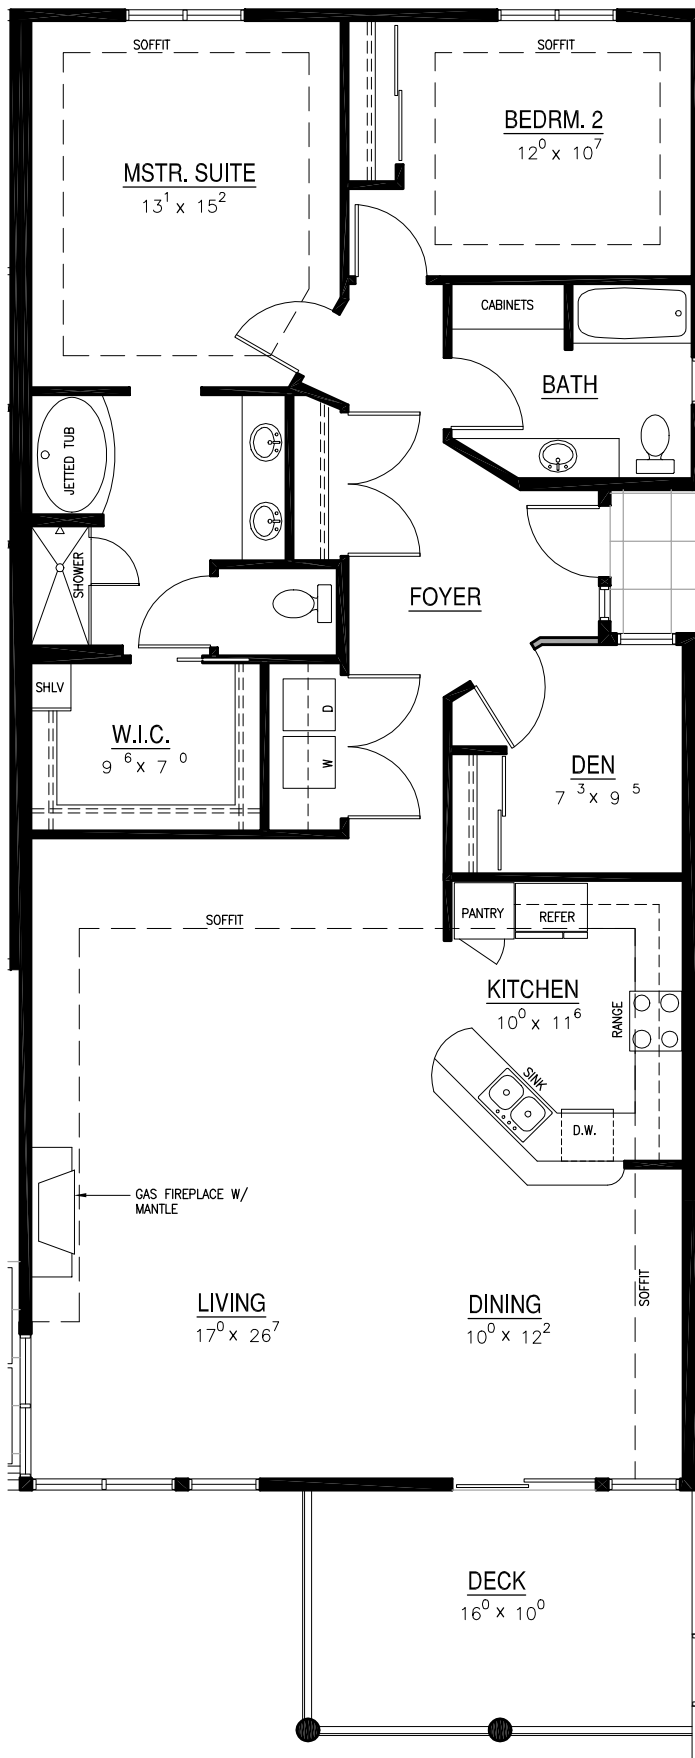 SOFFIT
SOFFIT
BEDRM. 2
12⁰ x 10⁷
MSTR. SUITE
13¹ x 15²
CABINETS
BATH
JETTED TUB
SHOWER
FOYER
SHLV
D
W.I.C.
9 ⁶ x 7 ⁰
W
DEN
7 ³ x 9 ⁵
SOFFIT
PANTRY
REFER
KITCHEN
10⁰ x 11⁶
RANGE
SINK
D.W.
GAS FIREPLACE W/
MANTLE
SOFFIT
LIVING
17⁰ x 26⁷
DINING
10⁰ x 12²
DECK
16⁰ x 10⁰